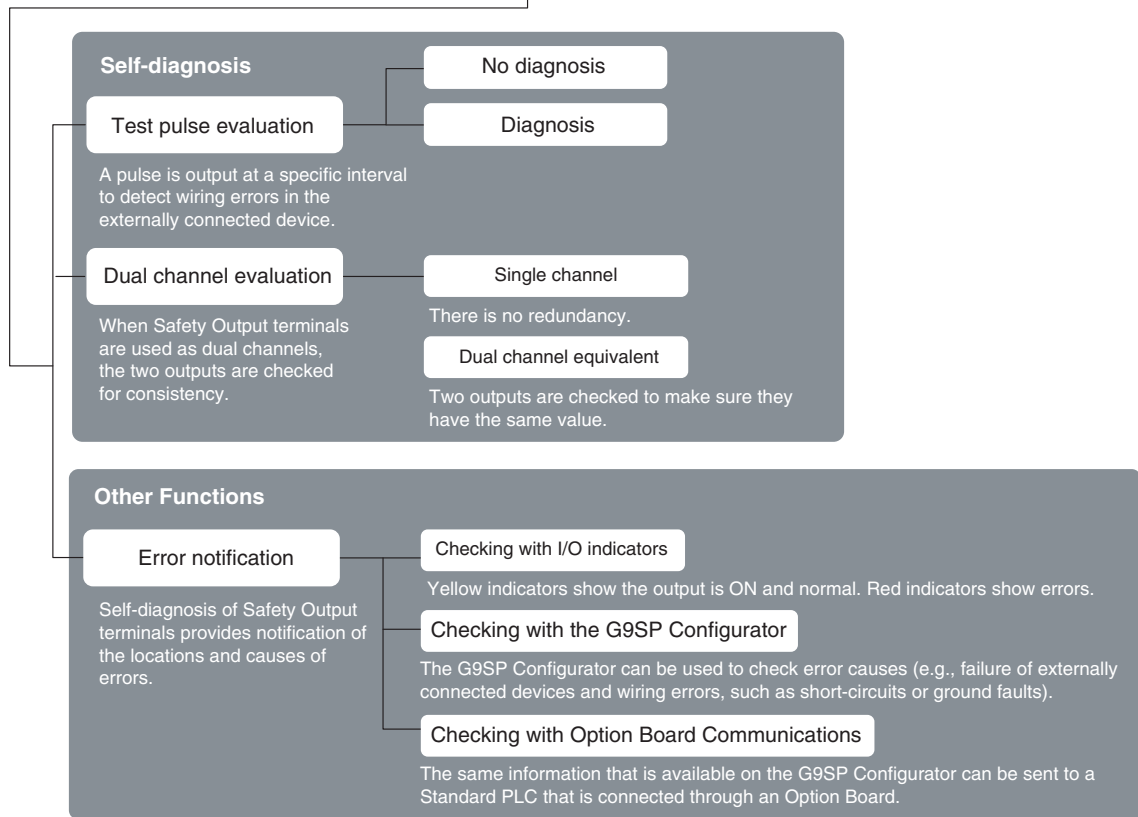 Self-diagnosis
Test pulse evaluation
No diagnosis
Diagnosis
A pulse is output at a specific interval
to detect wiring errors in the
externally connected device.
Dual channel evaluation
When Safety Output terminals
are used as dual channels,
the two outputs are checked
for consistency.
Single channel
There is no redundancy.
Dual channel equivalent
Two outputs are checked to make sure they
have the same value.
Other Functions
Error notification
Self-diagnosis of Safety Output
terminals provides notification of
the locations and causes of
errors.
Checking with I/O indicators
Yellow indicators show the output is ON and normal. Red indicators show errors.
Checking with the G9SP Configurator
The G9SP Configurator can be used to check error causes (e.g., failure of externally
connected devices and wiring errors, such as short-circuits or ground faults).
Checking with Option Board Communications
The same information that is available on the G9SP Configurator can be sent to a
Standard PLC that is connected through an Option Board.